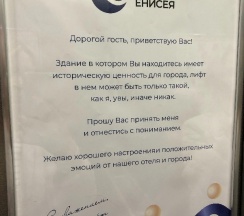 ЕНИСЕЯ
Дорогой гость, приветствую Вас!
Здание в котором Вы находитесь имеет
историческую ценность для города, лифт
в нем может быть только такой,
как я, увы, иначе никак.
Прошу Вас принять меня
и отнестись с пониманием.
Желаю хорошего настроения и положительных
эмоций от нашего отеля и города!
С уважением